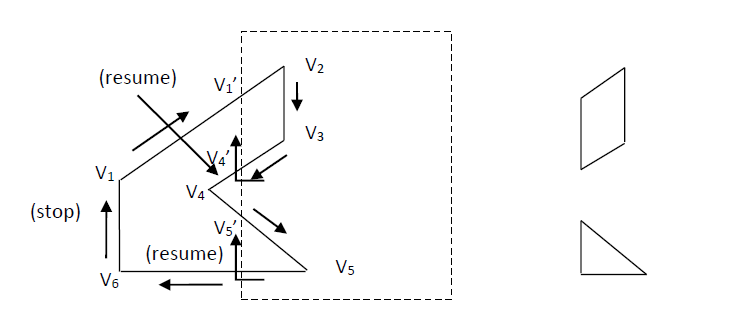 V₂
(resume)
V₁’
V₃
V₄’
V₁
V₄
(stop)
V₅’
(resume)
V₅
V₆